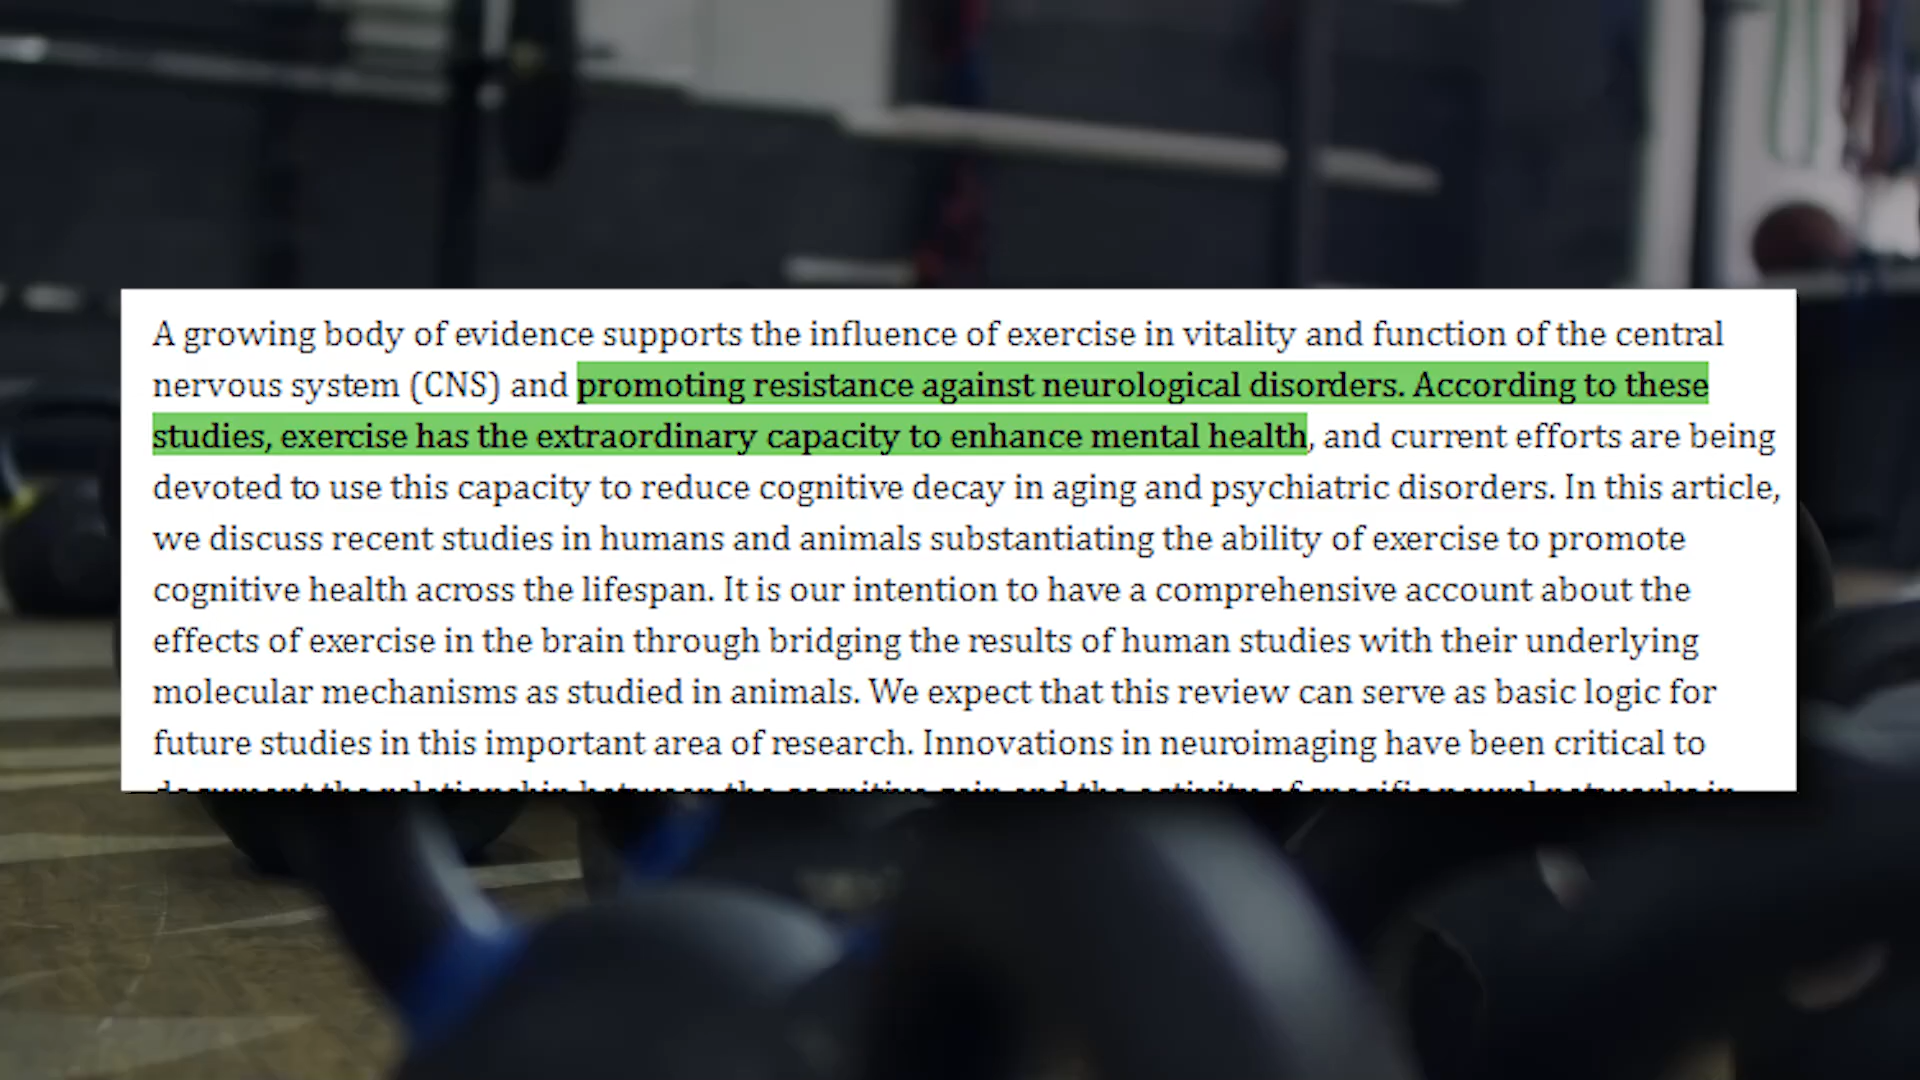 A growing body of evidence supports the influence of exercise in vitality and function of the central
nervous system (CNS) and promoting resistance against neurological disorders. According to these
studies, exercise has the extraordinary capacity to enhance mental health, and current efforts are being
devoted to use this capacity to reduce cognitive decay in aging and psychiatric disorders. In this article,
we discuss recent studies in humans and animals substantiating the ability of exercise to promote
cognitive health across the lifespan. It is our intention to have a comprehensive account about the
effects of exercise in the brain through bridging the results of human studies with their underlying
molecular mechanisms as studied in animals. We expect that this review can serve as basic logic for
future studies in this important area of research. Innovations in neuroimaging have been critical to